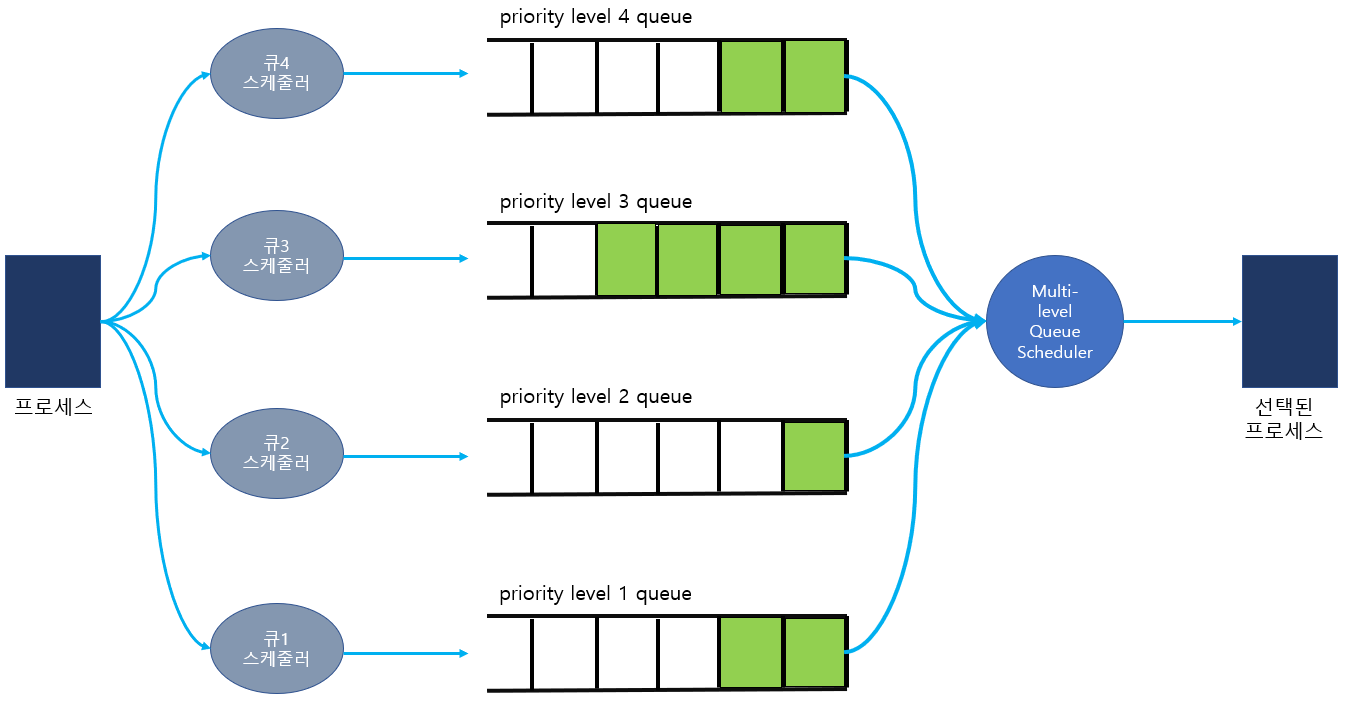 priority level 4 queue
큐4
스케줄러
priority level 3 queue
큐3
스케줄러
프로세스
Multi-
level
Queue
Scheduler
선택된
프로세스
priority level 2 queue
큐2
스케줄러
priority level 1 queue
큐1
스케줄러